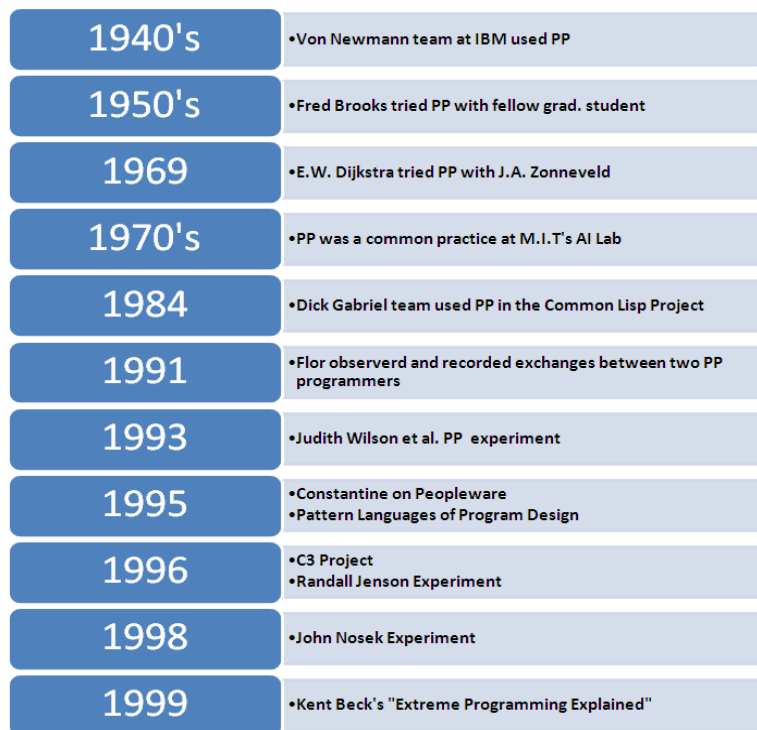 1940's
•Von Newmann team at IBM used PP
1950's
•Fred Brooks tried PP with fellow grad. student
1969
•E.W. Dijkstra tried PP with J.A. Zonneveld
1970's
•PP was a common practice at M.I.T's AI Lab
1984
•Dick Gabriel team used PP in the Common Lisp Project
1991
•Flor observerd and recorded exchanges between two PP
programmers
1993
•Judith Wilson et al. PP experiment
1995
•Constantine on Peopleware
•Pattern Languages of Program Design
1996
•C3 Project
•Randall Jenson Experiment
1998
•John Nosek Experiment
1999
•Kent Beck's "Extreme Programming Explained"